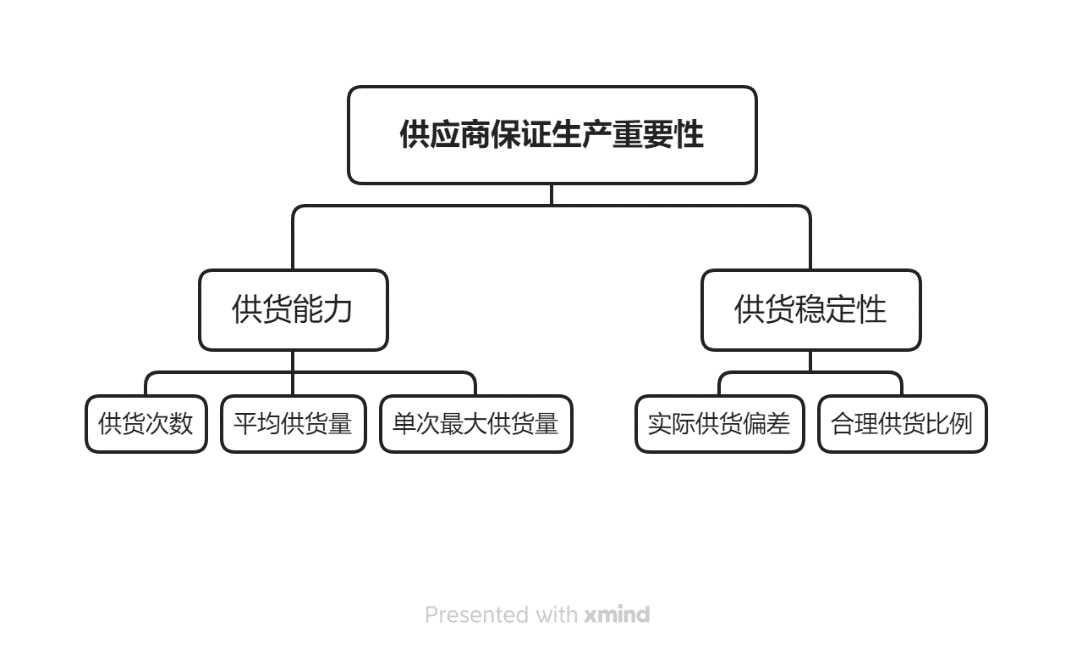 供应商保证生产重要性
供货能力
供货稳定性
供货次数
平均供货量
单次最大供货量
实际供货偏差
合理供货比例
Presented with xmind